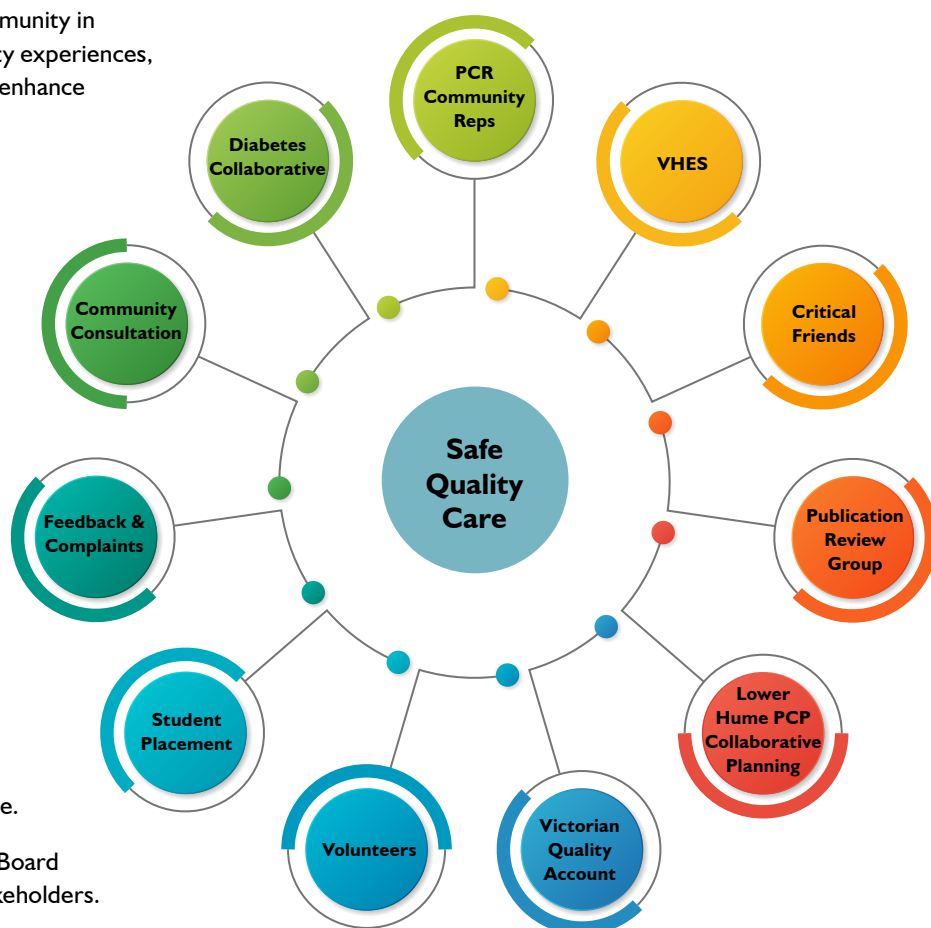 munity in
ty experiences,
enhance
PCR
Community
Reps
VHES
Critical
Friends
Publication
Review
Group
Lower
Hume PCP
Collaborative
Planning
Victorian
Quality
Account
Volunteers
Student
Placement
Feedback &
Complaints
Community
Consultation
Diabetes
Collaborative
Safe
Quality
Care
e.
Board
keholders.